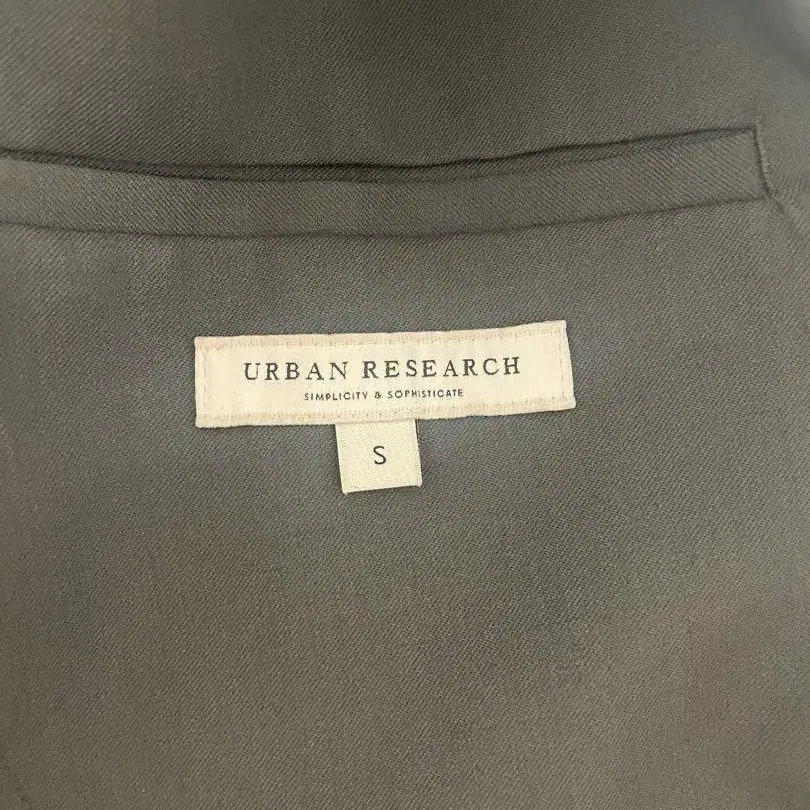 URBAN RESEARCH
SIMPLICITY & SOPHISTICATE
S